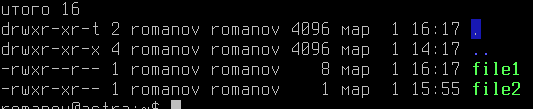 итого 16
drwxr-xr-t 2 romanov romanov 4096 мар  1 16:17 .
drwxr-xr-x 4 romanov romanov 4096 мар  1 14:17 ..
-rwxr--r-- 1 romanov romanov    8 мар  1 16:17 file1
-rwxr-xr-- 1 romanov romanov    1 мар  1 15:55 file2
romanov@astra:~$